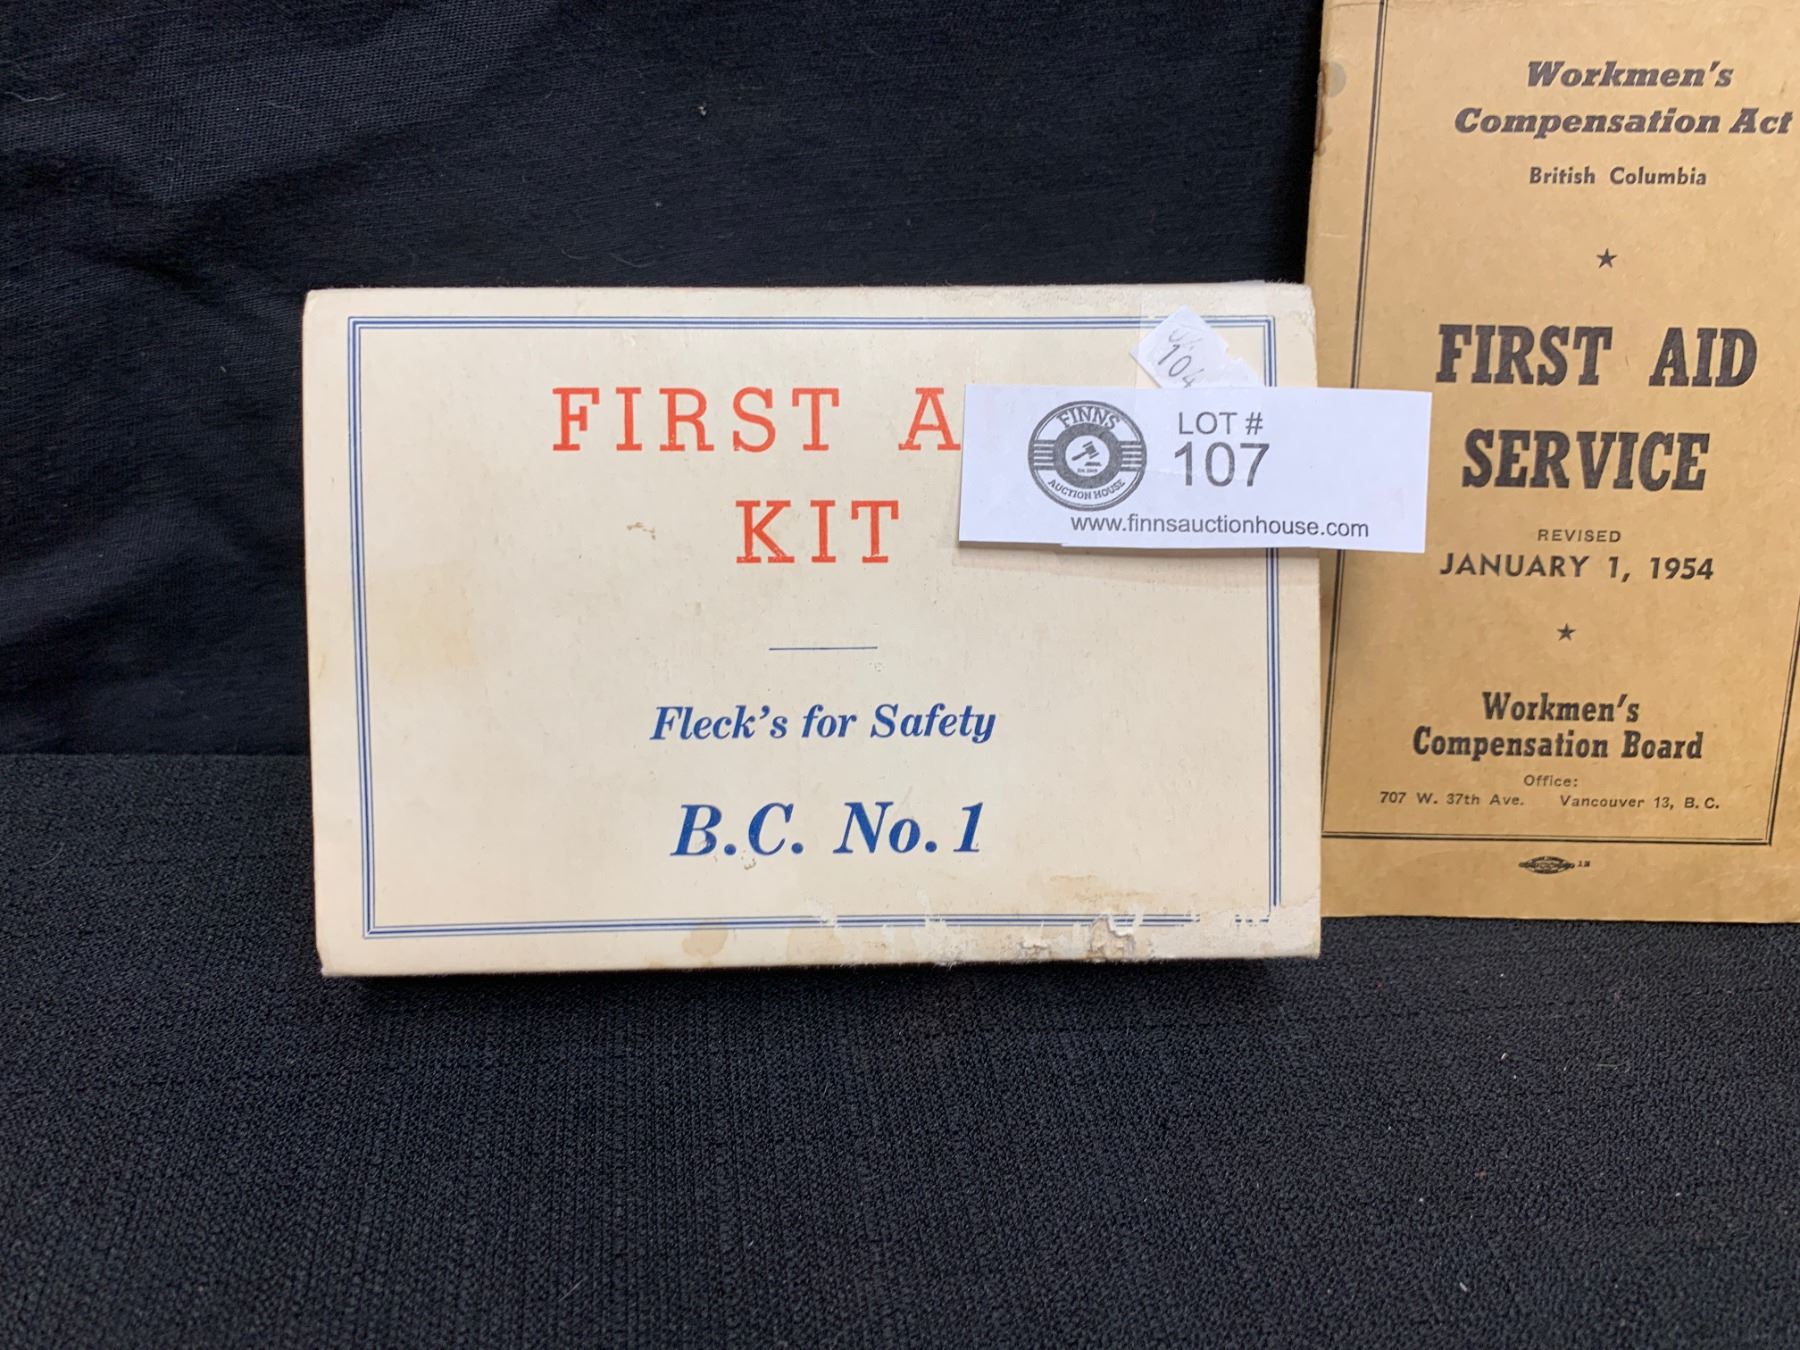 FIRST A
KIT
Fleck's for Safety
B.C. No. 1
104
FINNS
AUCTION HOUSE
LOT #
107
www.finnsauctionhouse.com
Workmen's
Compensation Act
British Columbia
FIRST AID
SERVICE
REVISED
JANUARY 1, 1954
Workmen's
Compensation Board
Office:
707 W. 37th Ave. Vancouver 13, B. C.